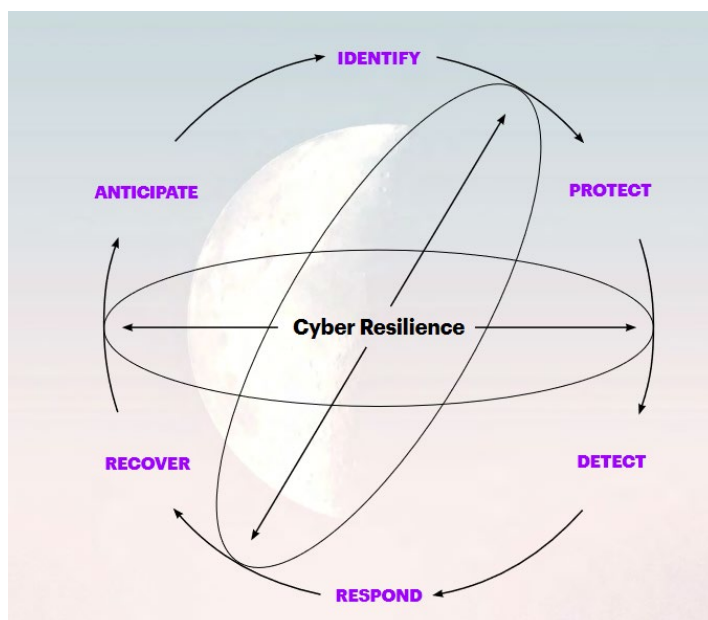 IDENTIFY
ANTICIPATE
PROTECT
Cyber Resilience
RECOVER
DETECT
RESPOND